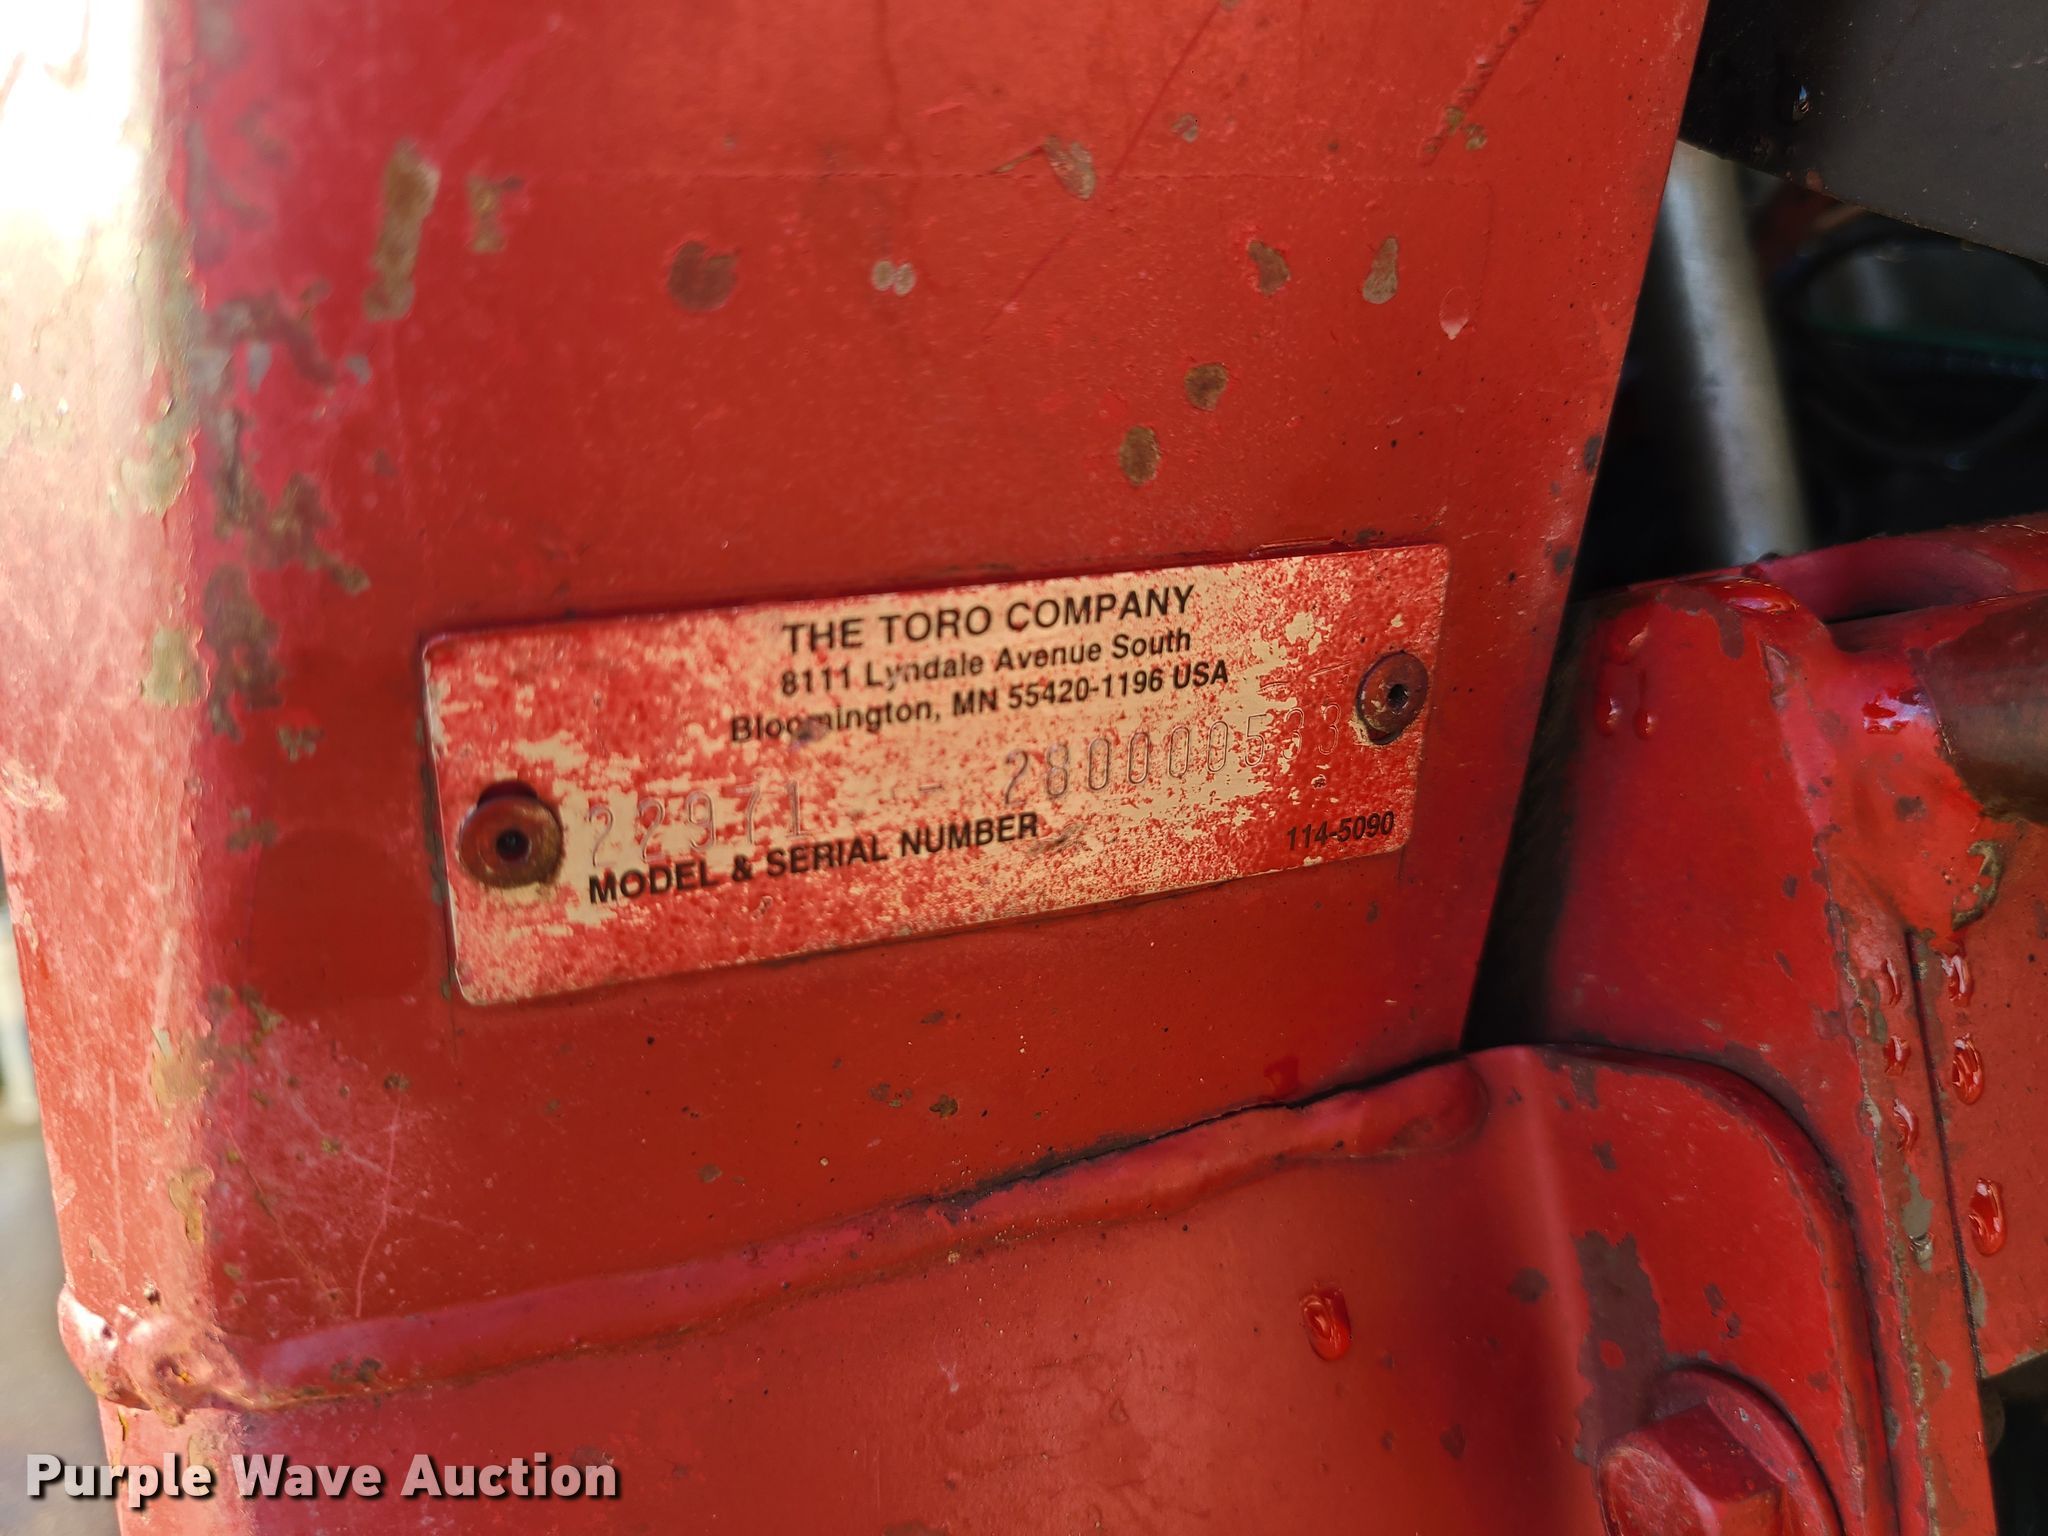 THE TORO COMPANY
8111 Lyndale Avenue South
Bloomington, MN 55420-1196 USA
22971 - 280000533
MODEL & SERIAL NUMBER
114-5090
Purple Wave Auction